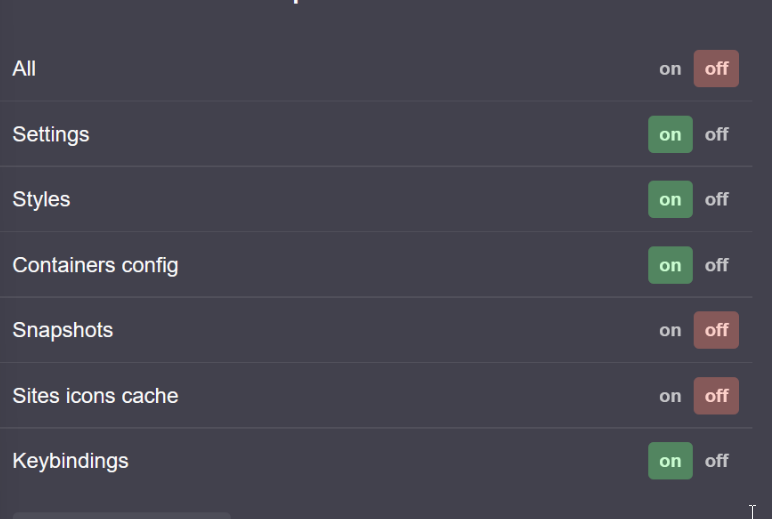 All on off
Settings on off
Styles on off
Containers config on off
Snapshots on off
Sites icons cache on off
Keybindings on off